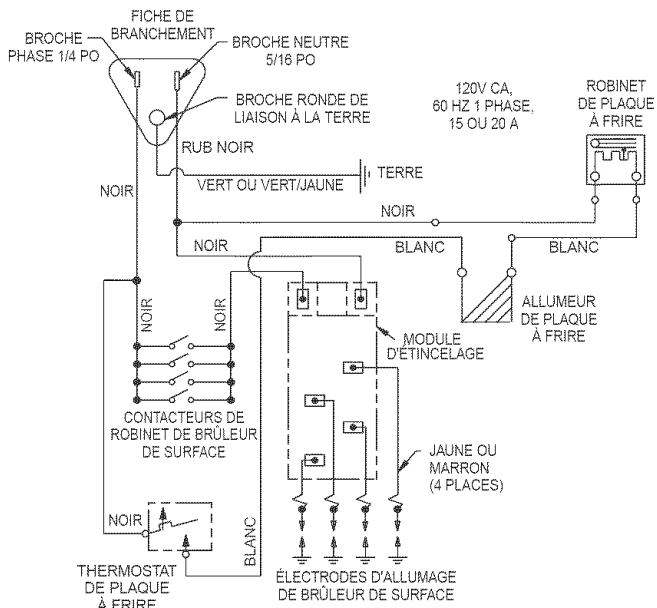 FICHE DE
BRANCHEMENT
BROCHE
PHASE 1/4 PO
BROCHE NEUTRE
5/16 PO
BROCHE RONDE DE
LIAISON À LA TERRE
120V CA,
60 HZ 1 PHASE,
15 OU 20 A
ROBINET
DE PLAQUE
À FRIRE
RUB NOIR
TERRE
VERT OU VERT/JAUNE
NOIR
NOIR
NOIR
BLANC
BLANC
NOIR
NOIR
ALLUMEUR
DE PLAQUE
À FRIRE
MODULE
D'ÉTINCELAGE
CONTACTEURS DE
ROBINET DE BRÛLEUR
DE SURFACE
JAUNE OU
MARRON
(4 PLACES)
NOIR
BLANC
THERMOSTAT
DE PLAQUE
À FRIRE
ÉLECTRODES D'ALLUMAGE
DE BRÛLEUR DE SURFACE